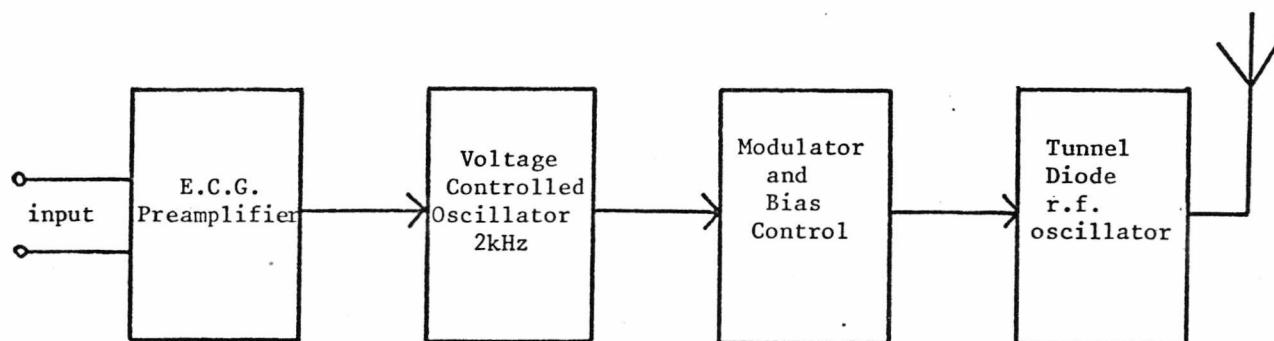 input
E.C.G.
Preamplifier
Voltage
Controlled
Oscillator
2kHz
Modulator
and
Bias
Control
Tunnel
Diode
r.f.
oscillator